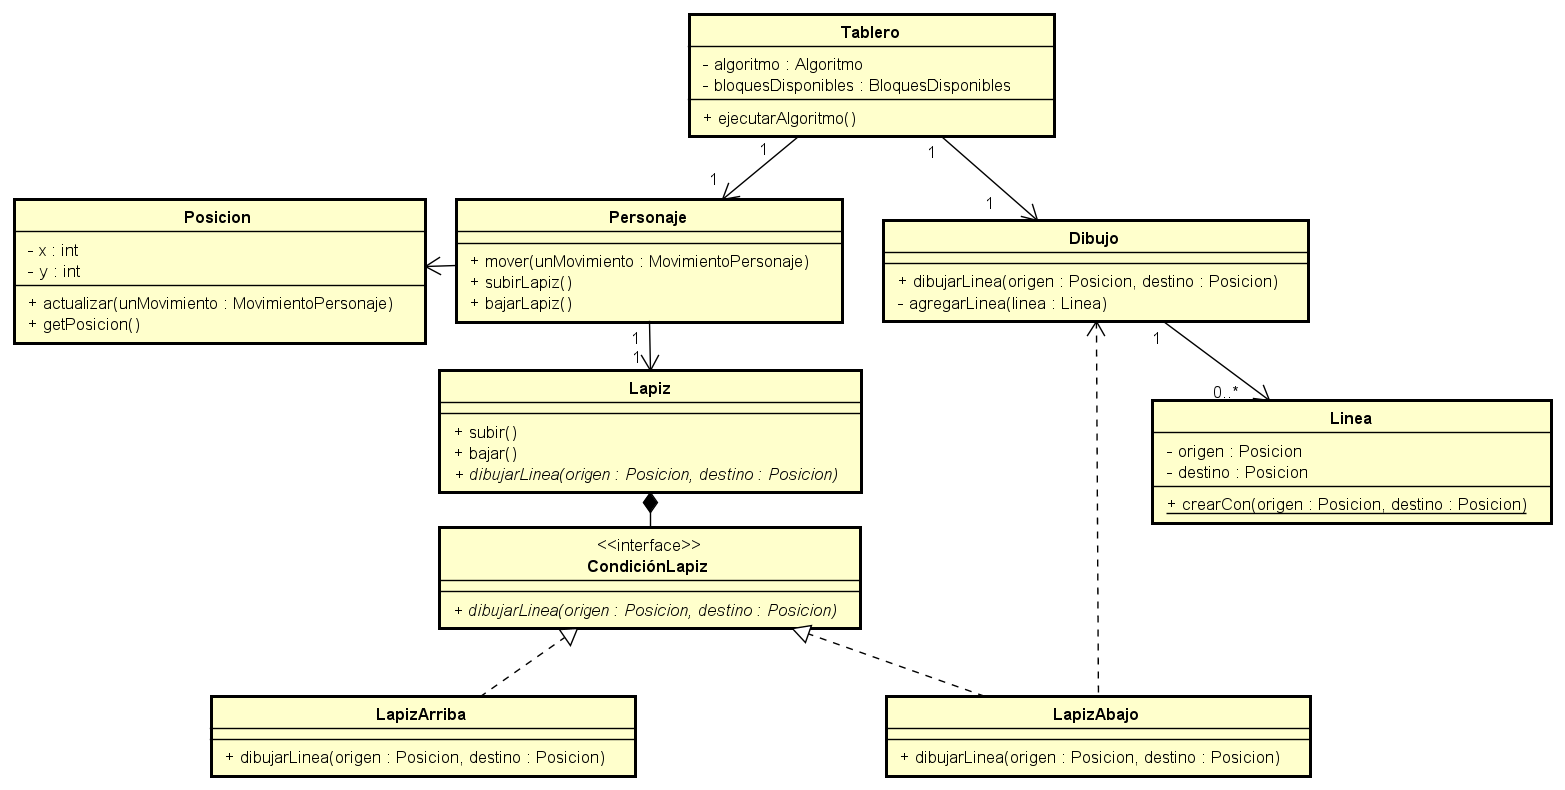 Tablero
- algoritmo : Algoritmo
- bloquesDisponibles : BloquesDisponibles
+ ejecutarAlgoritmo()
1
1
1
1
Posicion
- x : int
- y : int
+ actualizar(unMovimiento : MovimientoPersonaje)
+ getPosicion()
Personaje
+ mover(unMovimiento : MovimientoPersonaje)
+ subirLapiz()
+ bajarLapiz()
Dibujo
+ dibujarLinea(origen : Posicion, destino : Posicion)
- agregarLinea(linea : Linea)
1
1
1
0..*
Lapiz
+ subir()
+ bajar()
+ dibujarLinea(origen : Posicion, destino : Posicion)
Linea
- origen : Posicion
- destino : Posicion
+ crearCon(origen : Posicion, destino : Posicion)
<<interface>>
CondiciónLapiz
+ dibujarLinea(origen : Posicion, destino : Posicion)
LapizArriba
+ dibujarLinea(origen : Posicion, destino : Posicion)
LapizAbajo
+ dibujarLinea(origen : Posicion, destino : Posicion)